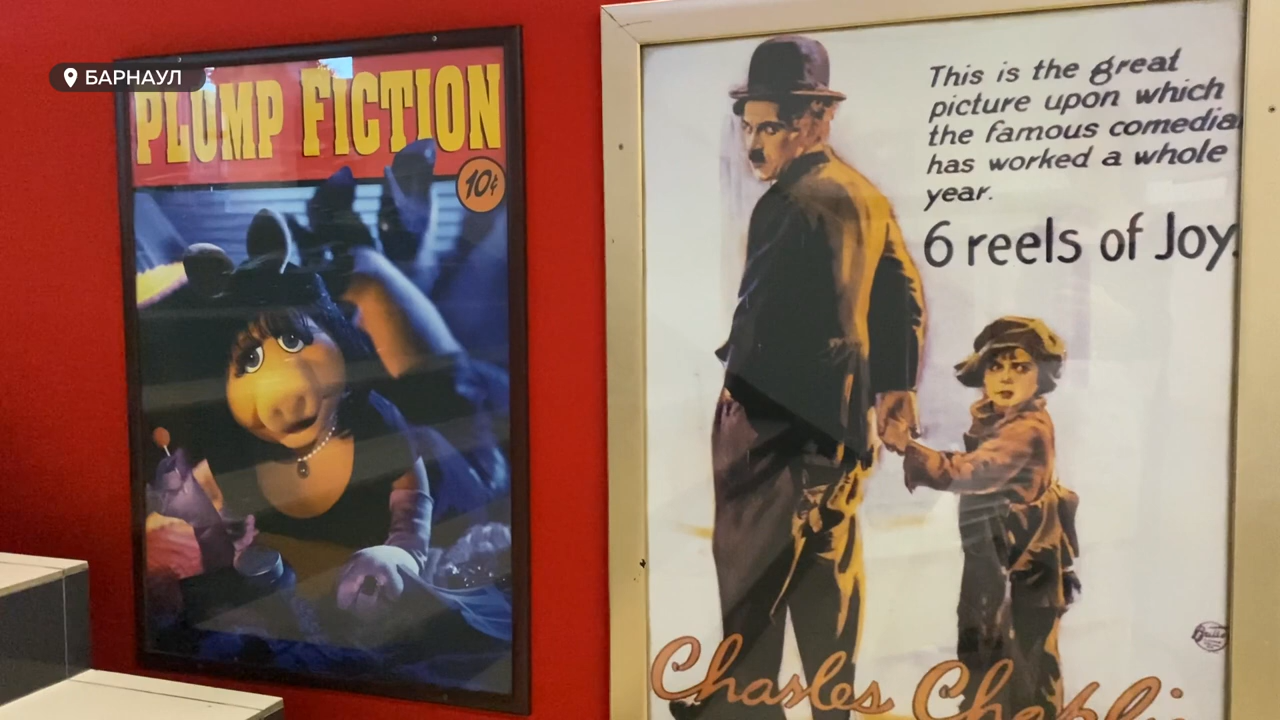 БАРНАУЛ
PLUMP FICTION
10¢
This is the great
picture upon which
the famous comedia
has worked a whole
year.
6 reels of Joy.
Charles Chapli